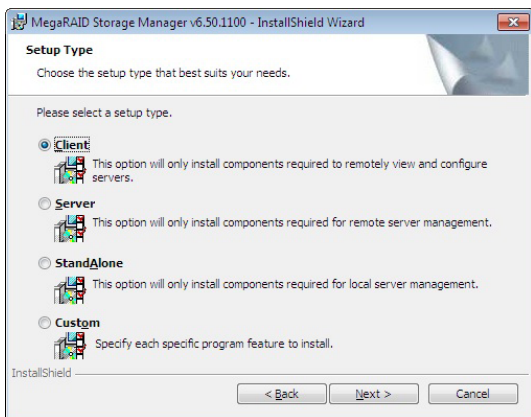 MegaRAID Storage Manager v6.50.1100 - InstallShield Wizard
Setup Type
Choose the setup type that best suits your needs.
Please select a setup type.
Client
This option will only install components required to remotely view and configure
servers.
Server
This option will only install components required for remote server management.
StandAlone
This option will only install components required for local server management.
Custom
Specify each specific program feature to install.
InstallShield
< Back
Next >
Cancel